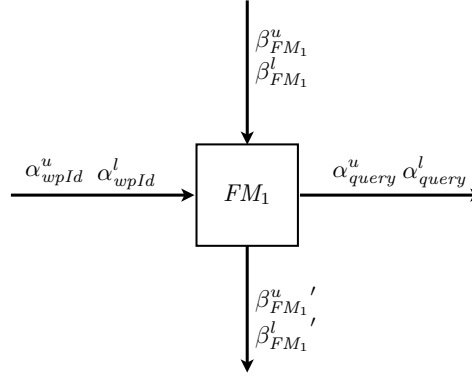 β^u_{FM_1}
β^l_{FM_1}
α^u_{wpId} α^l_{wpId}
FM_1
α^u_{query} α^l_{query}
β^u_{FM_1}′
β^l_{FM_1}′